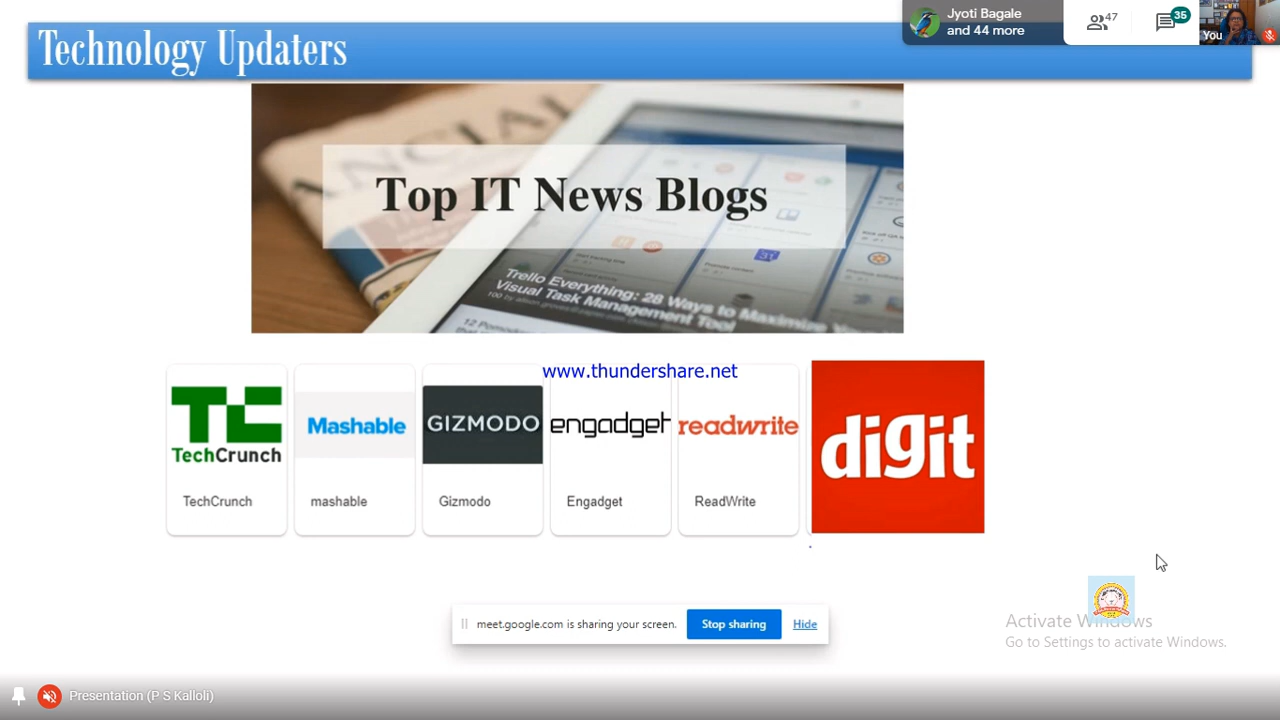 Technology Updaters
Jyoti Bagale
and 44 more
47
35
You
ANCIAL
Top IT News Blogs
Trello Everything: 28 Ways to Maximize
Visual Task Management
Tool
www.thundershare.net
TC
TechCrunch
Mashable
GIZMODO
engadget
readwrite
digit
TechCrunch
mashable
Gizmodo
Engadget
ReadWrite
meet.google.com is sharing your screen.
Stop sharing
Hide
Activate Windows
Go to Settings to activate Windows.
Presentation (P S Kalloli)